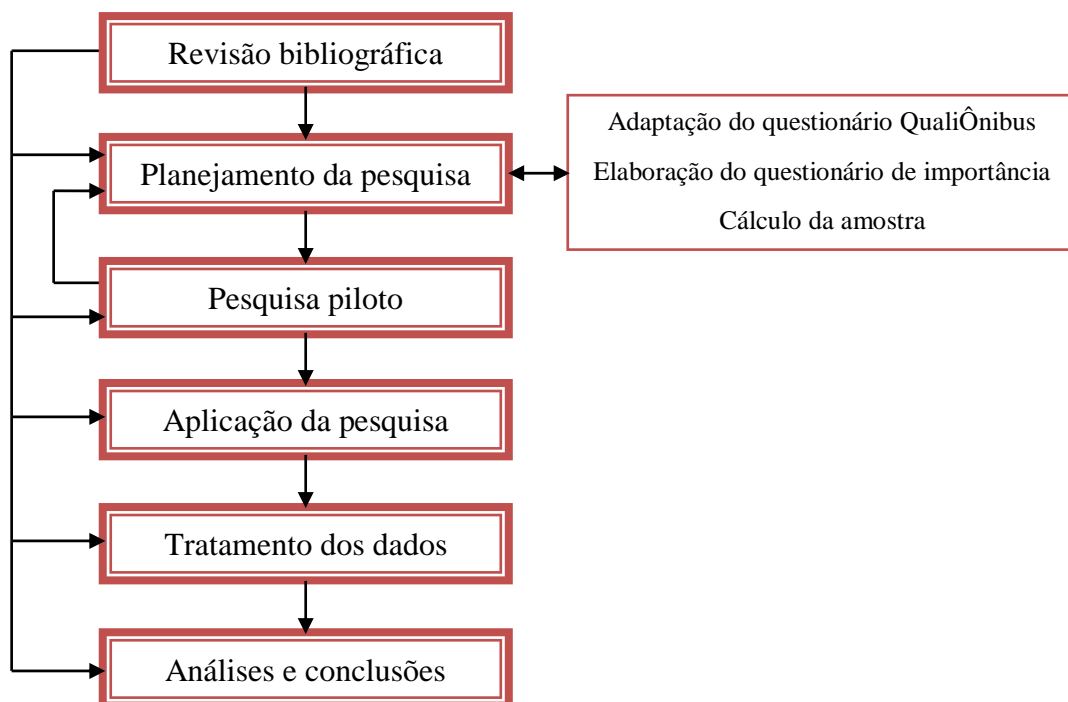 Revisão bibliográfica
Planejamento da pesquisa
Adaptação do questionário QualiÔnibus
Elaboração do questionário de importância
Cálculo da amostra
Pesquisa piloto
Aplicação da pesquisa
Tratamento dos dados
Análises e conclusões